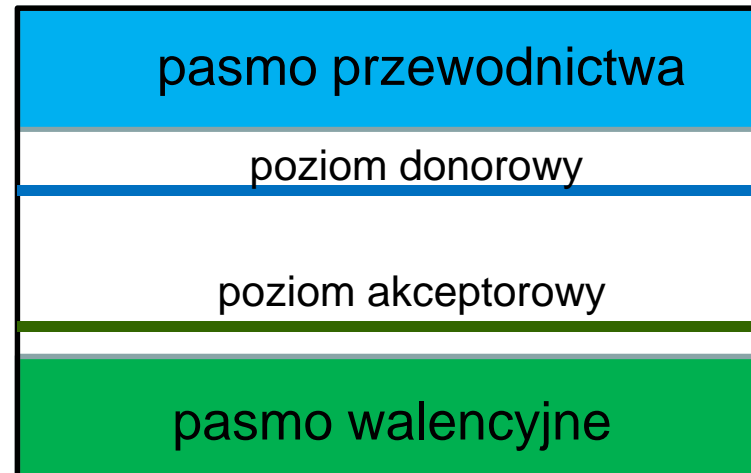 pasmo przewodnictwa
poziom donorowy
poziom akceptorowy
pasmo walencyjne